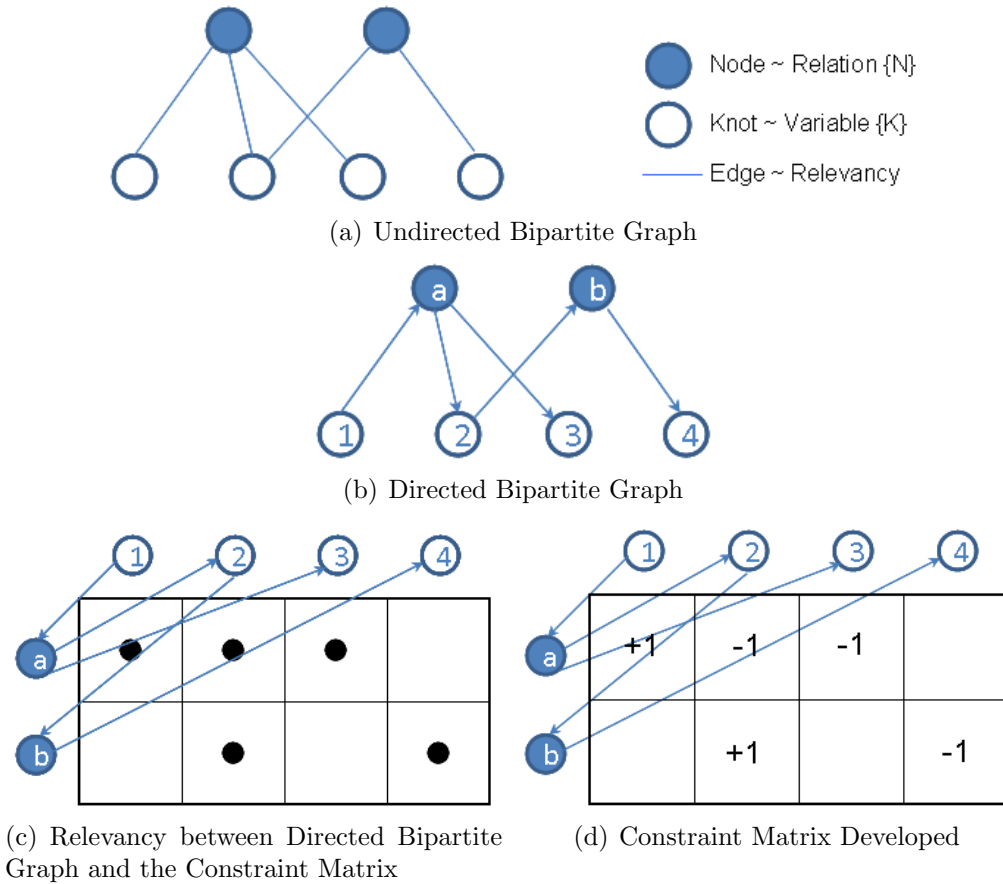 Node ~ Relation {N}
Knot ~ Variable {K}
Edge ~ Relevancy
(a) Undirected Bipartite Graph
a b
1 2 3 4
(b) Directed Bipartite Graph
1 2 3 4
a
b
(c) Relevancy between Directed Bipartite
Graph and the Constraint Matrix
1 2 3 4
a +1 -1 -1
b +1 -1
(d) Constraint Matrix Developed